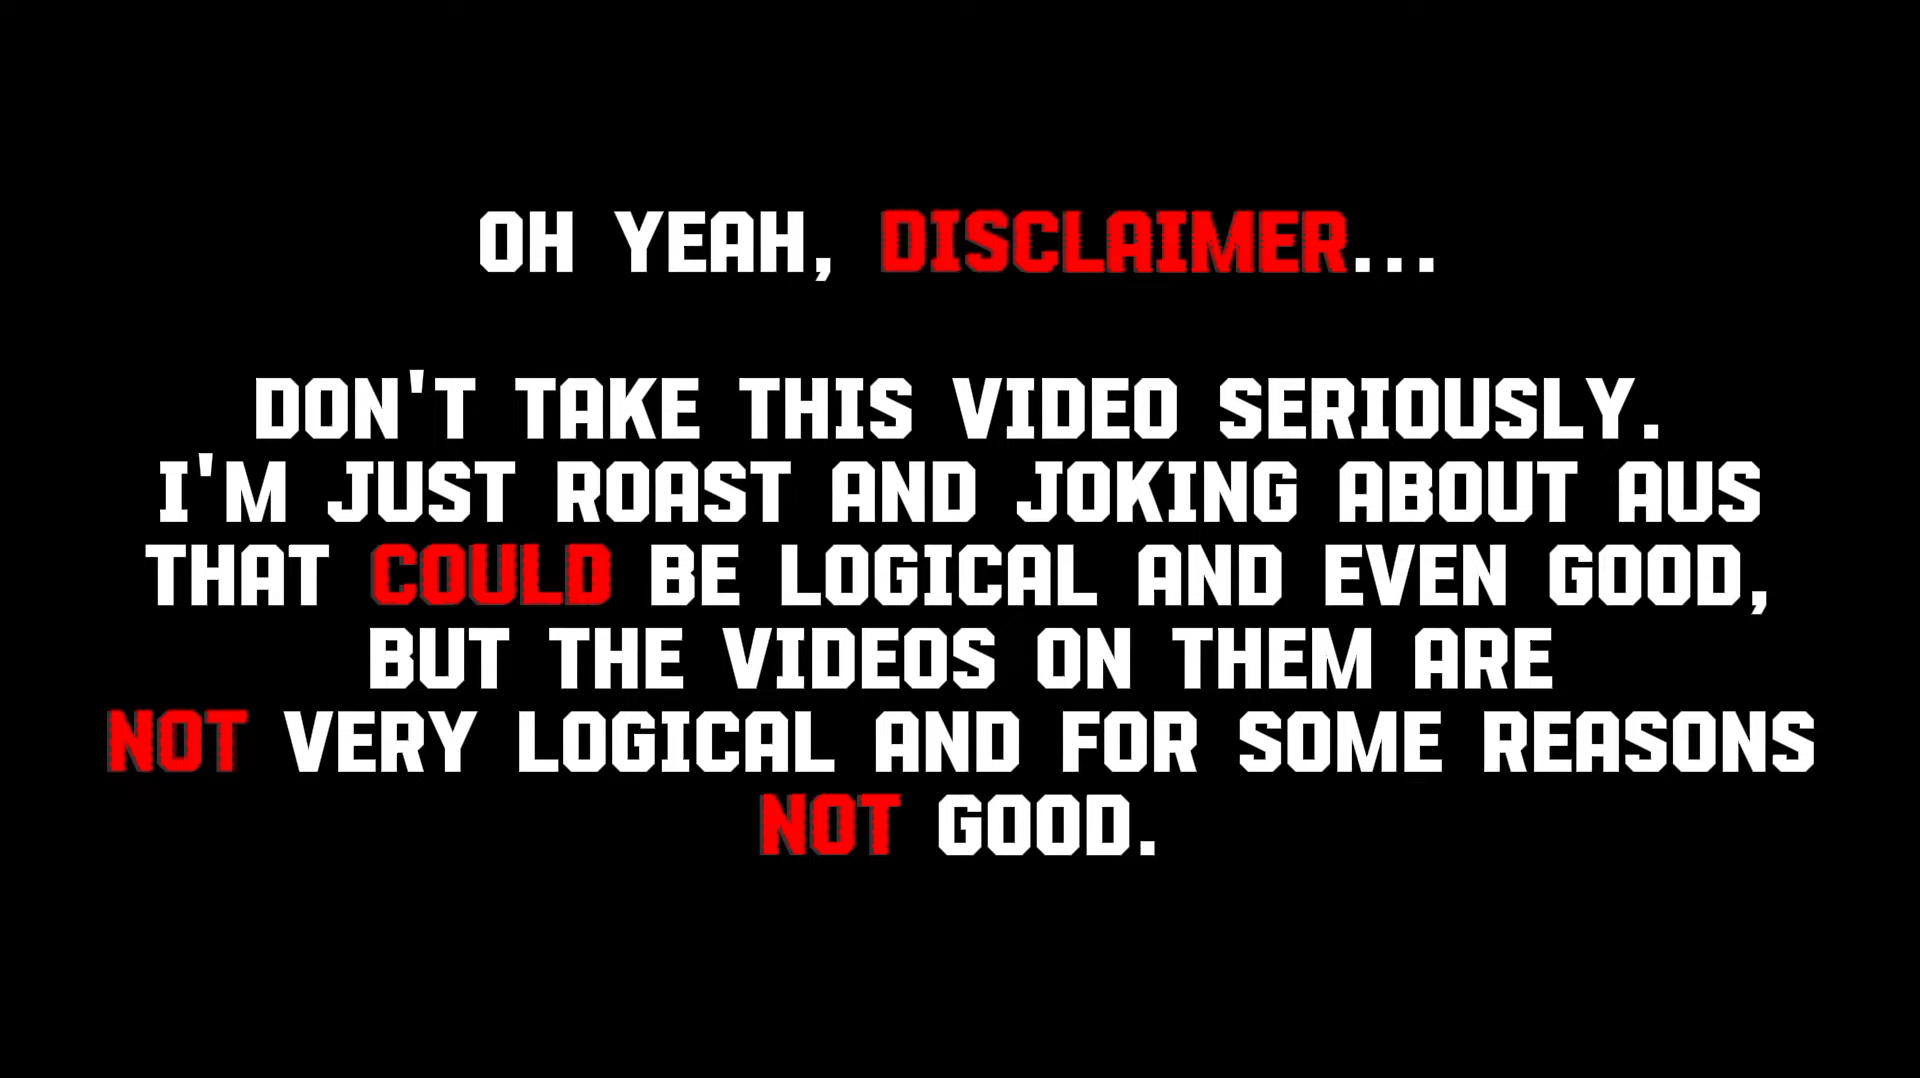 OH YEAH, DISCLAIMER...
DON'T TAKE THIS VIDEO SERIOUSLY.
I'M JUST ROAST AND JOKING ABOUT AUS
THAT COULD BE LOGICAL AND EVEN GOOD,
BUT THE VIDEOS ON THEM ARE
NOT VERY LOGICAL AND FOR SOME REASONS
NOT GOOD.